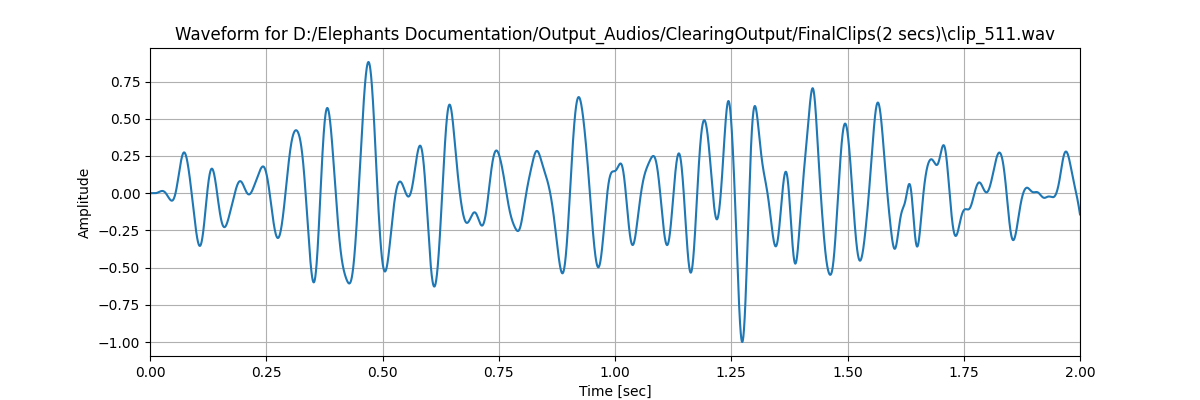 Waveform for D:/Elephants Documentation/Output_Audios/ClearingOutput/FinalClips(2 secs)\clip_511.wav
Amplitude
0.75
0.50
0.25
0.00
−0.25
−0.50
−0.75
−1.00
0.00 0.25 0.50 0.75 1.00 1.25 1.50 1.75 2.00
Time [sec]